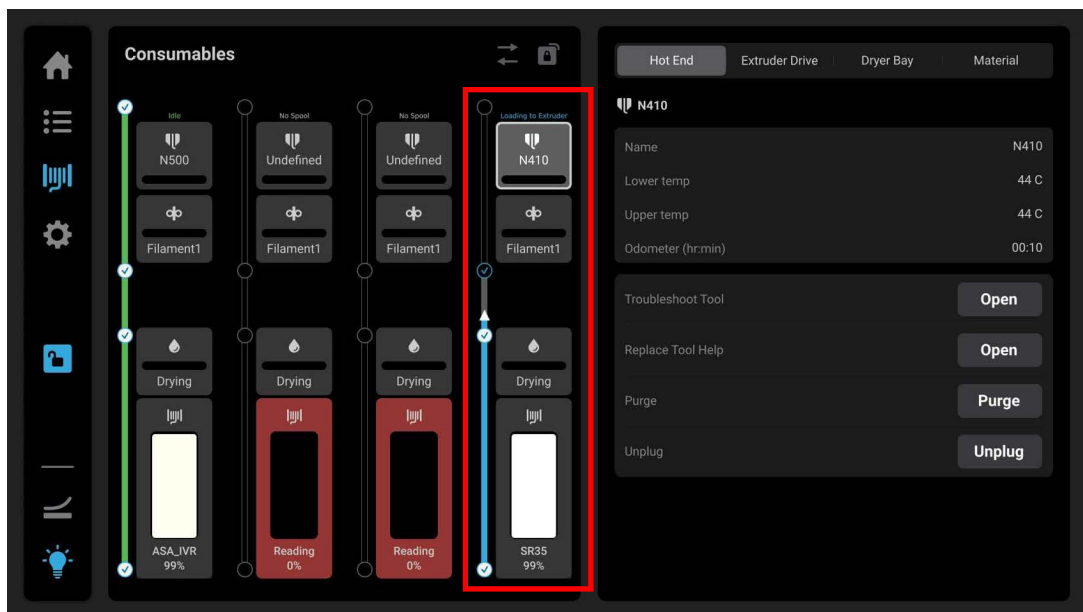 Consumables
Idle
N500
Filament1
Drying
ASA_IVR
99%
No Spool
Undefined
Filament1
Drying
Reading
0%
No Spool
Undefined
Filament1
Drying
Reading
0%
Loading to Extruder
N410
Filament1
Drying
SR35
99%
Hot End Extruder Drive Dryer Bay Material
N410
Name N410
Lower temp 44 C
Upper temp 44 C
Odometer (hr:min) 00:10
Troubleshoot Tool Open
Replace Tool Help Open
Purge Purge
Unplug Unplug